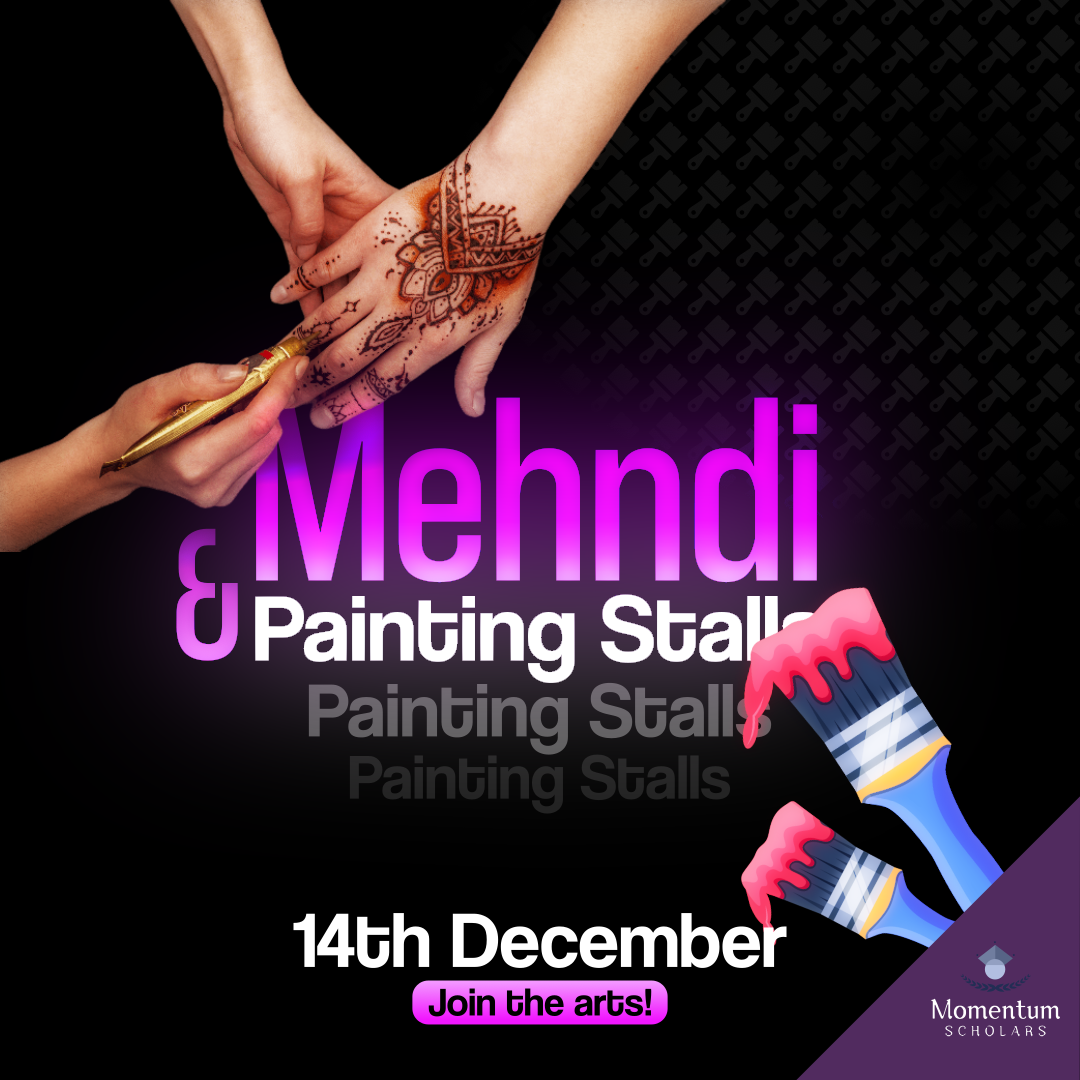 Mehndi
& Painting Stalls
Painting Stalls
Painting Stalls
14th December
Join the arts!
Momentum
SCHOLARS